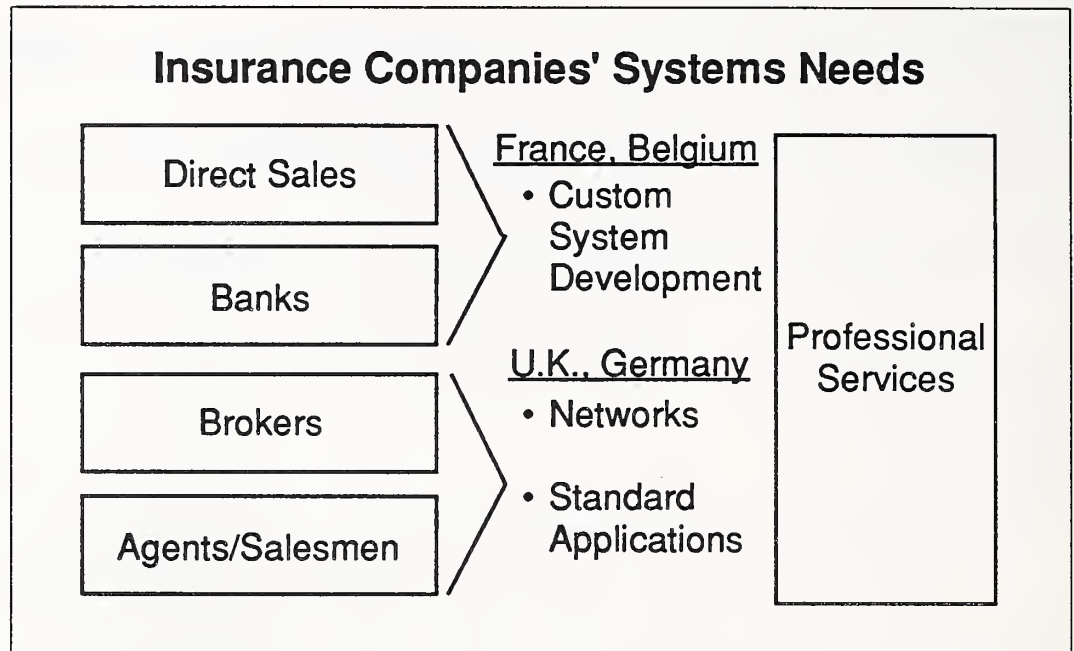 Insurance Companies' Systems Needs
Direct Sales
Banks
Brokers
Agents/Salesmen
France, Belgium
• Custom
System
Development
U.K., Germany
• Networks
• Standard
Applications
Professional
Services